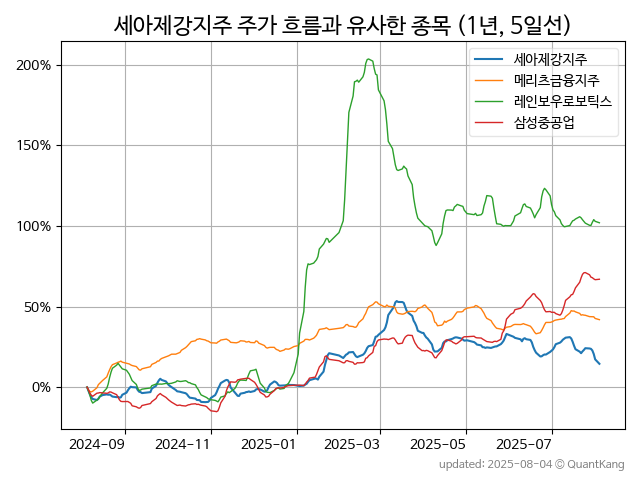 세아제강지주 주가 흐름과 유사한 종목 (1년, 5일선)
세아제강지주
메리츠금융지주
레인보우로보틱스
삼성중공업
200%
150%
100%
50%
0%
2024-09 2024-11 2025-01 2025-03 2025-05 2025-07
updated: 2025-08-04 © QuantKang